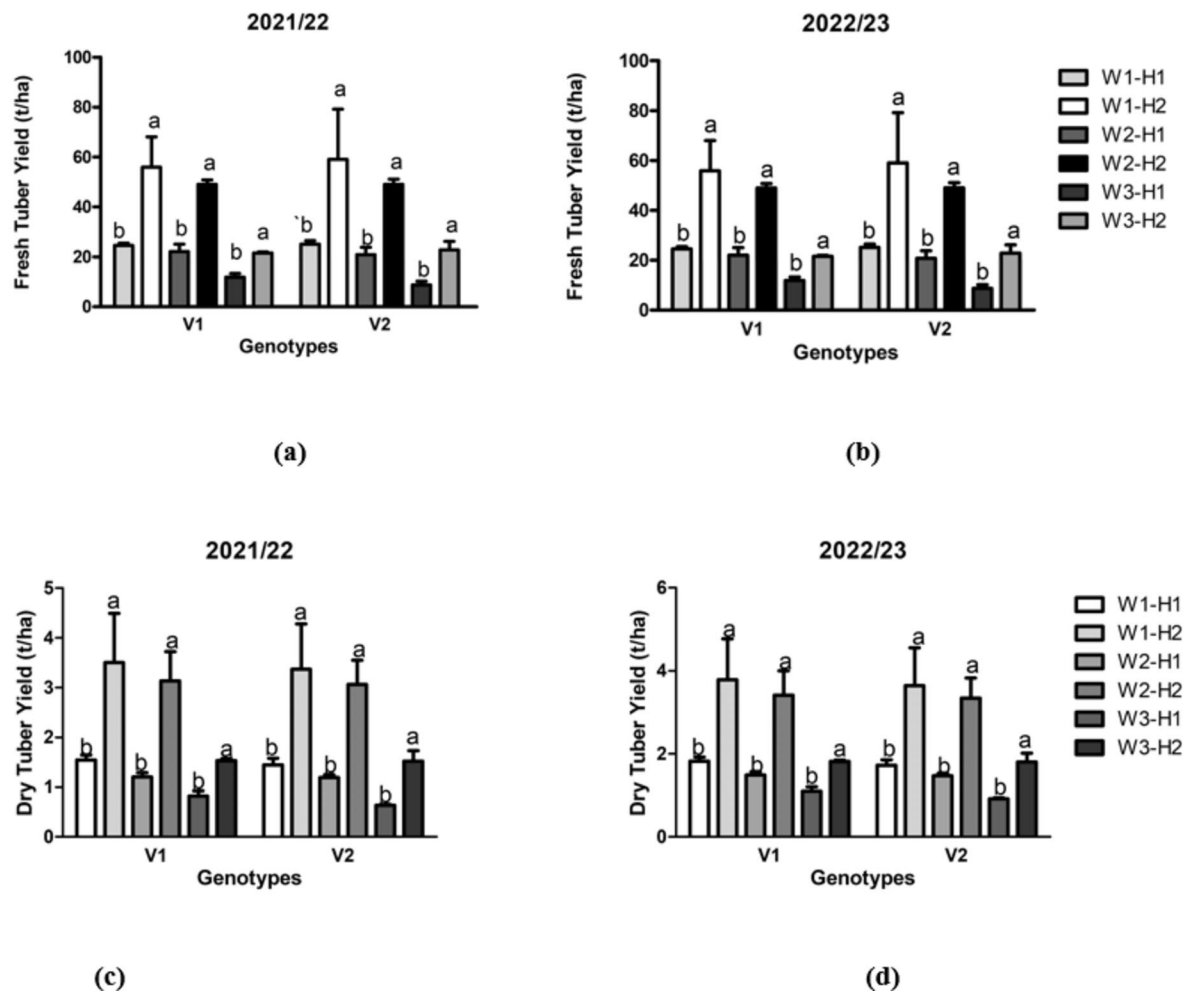 2021/22
Fresh Tuber Yield (t/ha)
100
80
60
40
20
0
b
a
b
a
b
a
`b
a
b
a
b
a
V1
V2
Genotypes
(a)
2022/23
Fresh Tuber Yield (t/ha)
100
80
60
40
20
0
b
a
b
a
b
a
b
a
b
a
b
a
V1
V2
Genotypes
(b)
W1-H1
W1-H2
W2-H1
W2-H2
W3-H1
W3-H2
2021/22
Dry Tuber Yield (t/ha)
5
4
3
2
1
0
b
a
b
a
b
a
b
a
b
a
b
a
V1
V2
Genotypes
(c)
2022/23
Dry Tuber Yield (t/ha)
6
4
2
0
b
a
b
a
b
a
b
a
b
a
b
a
V1
V2
Genotypes
(d)
W1-H1
W1-H2
W2-H1
W2-H2
W3-H1
W3-H2